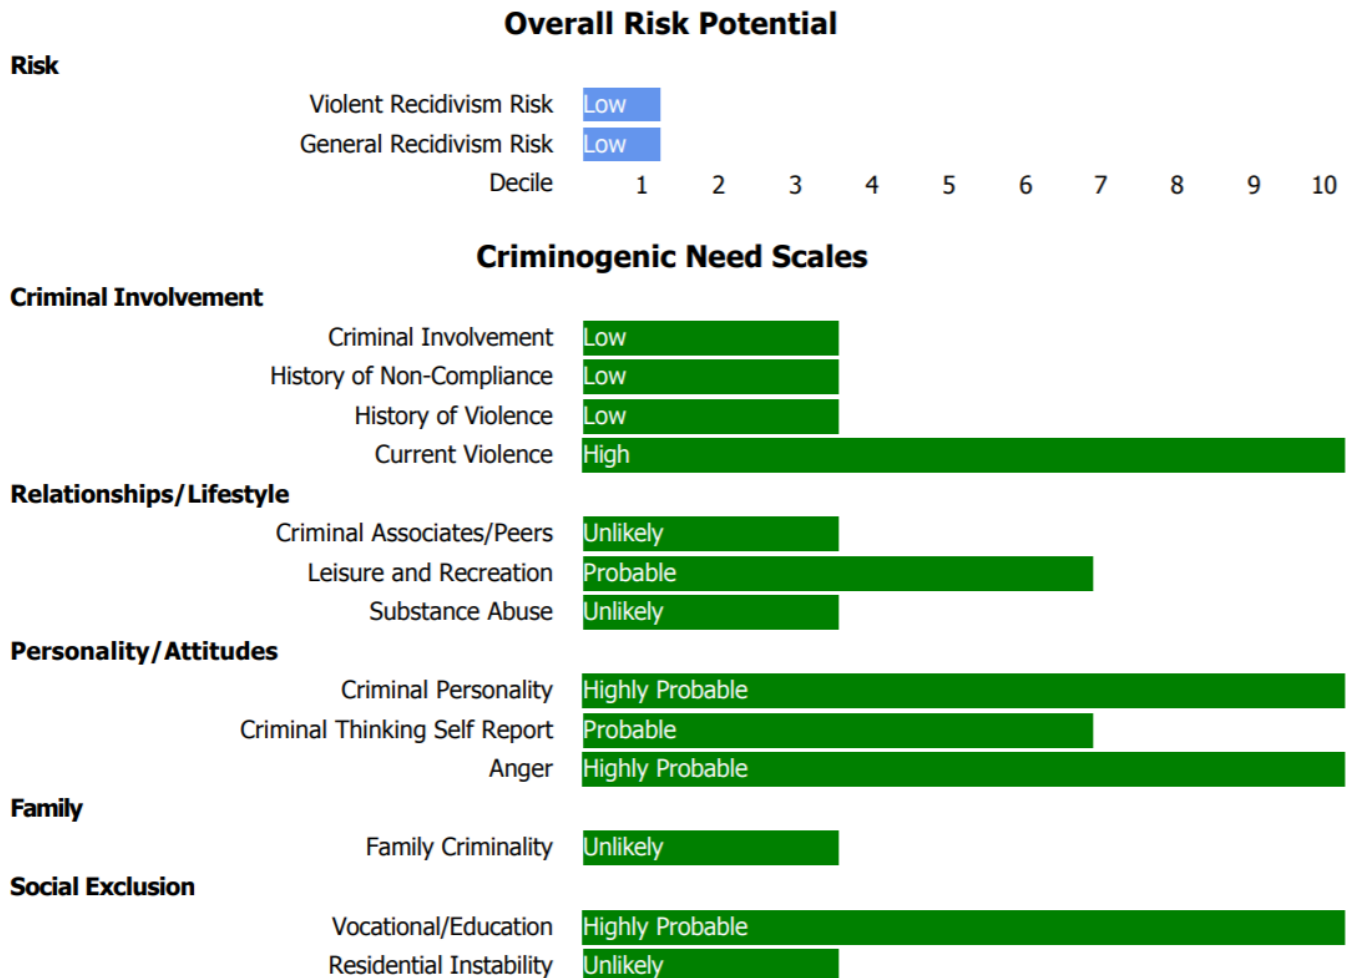 Overall Risk Potential
Risk
Violent Recidivism Risk Low
General Recidivism Risk Low
Decile 1 2 3 4 5 6 7 8 9 10
Criminogenic Need Scales
Criminal Involvement
Criminal Involvement Low
History of Non-Compliance Low
History of Violence Low
Current Violence High
Relationships/Lifestyle
Criminal Associates/Peers Unlikely
Leisure and Recreation Probable
Substance Abuse Unlikely
Personality/Attitudes
Criminal Personality Highly Probable
Criminal Thinking Self Report Probable
Anger Highly Probable
Family
Family Criminality Unlikely
Social Exclusion
Vocational/Education Highly Probable
Residential Instability Unlikely